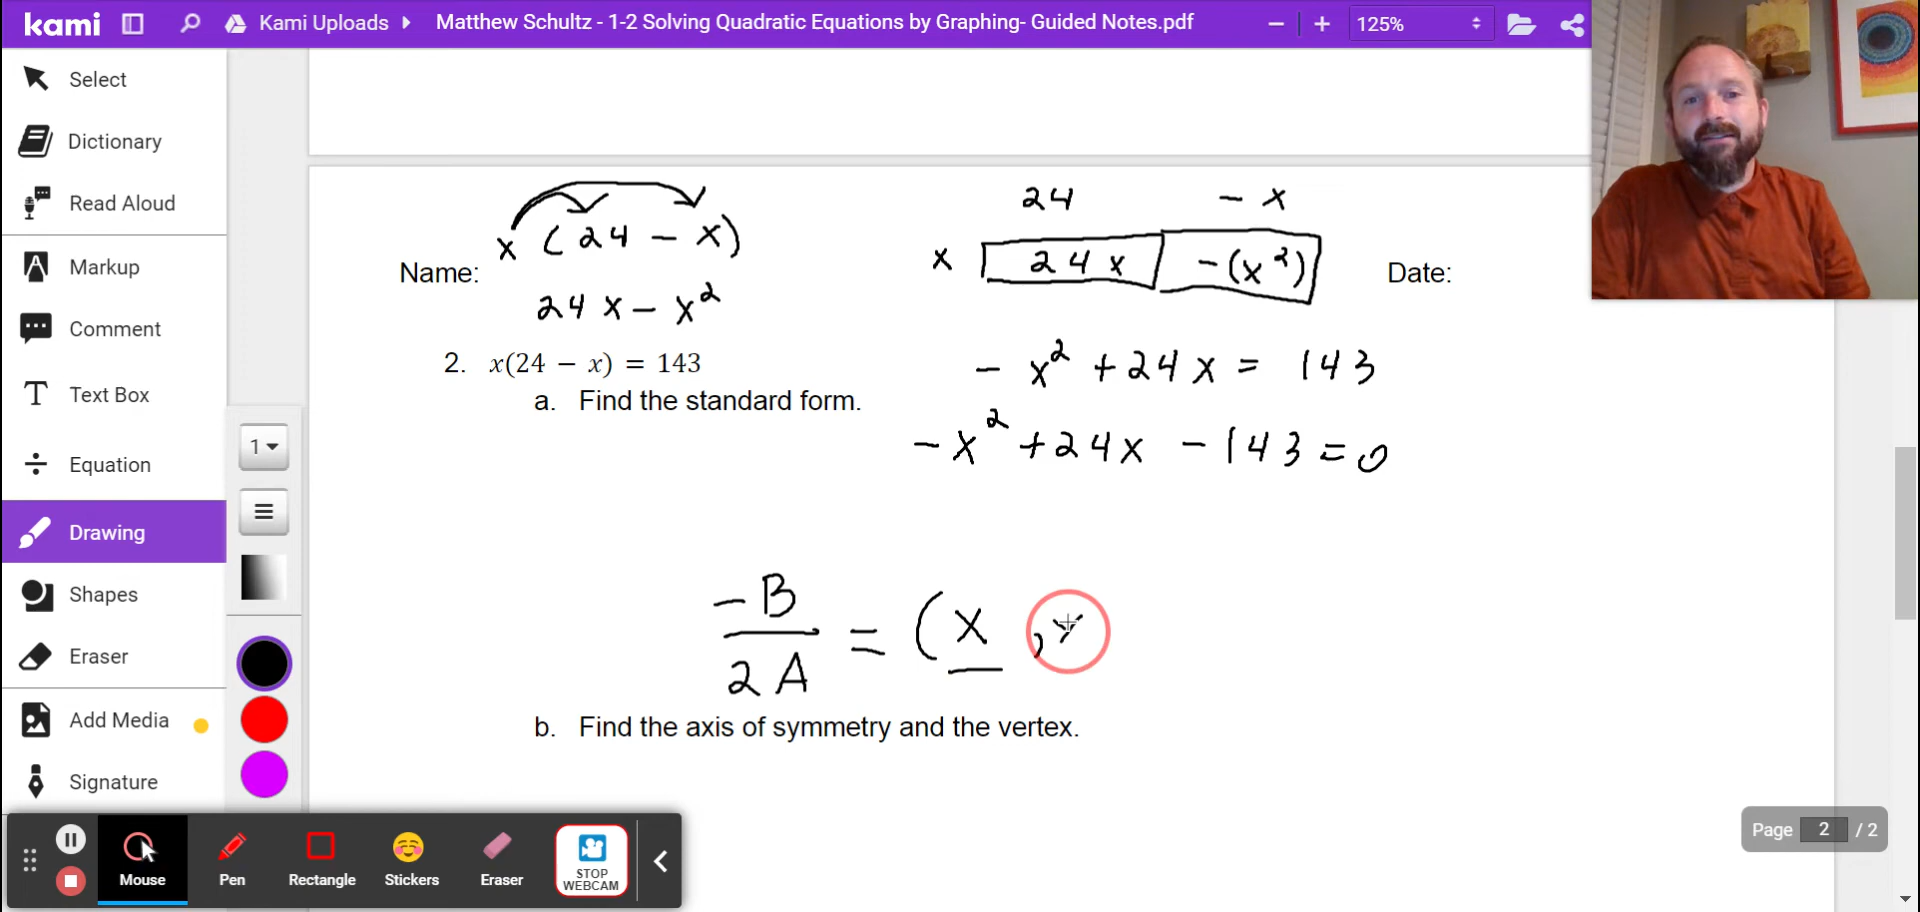 kami Kami Uploads Matthew Schultz - 1-2 Solving Quadratic Equations by Graphing- Guided Notes.pdf − + 125%
Select
Dictionary
Read Aloud
Markup
Comment
Text Box
Equation
Drawing
Shapes
Eraser
Add Media
Signature
1
x (24 - x)
24x - x²
24 - x
x 24x -(x²)
Name: Date:
2. x(24 − x) = 143
a. Find the standard form.
- x² + 24x = 143
-x² + 24x - 143 = 0
-B
2A
= (x ,
b. Find the axis of symmetry and the vertex.
Page 2 / 2
Mouse
Pen
Rectangle
Stickers
Eraser
STOP
WEBCAM